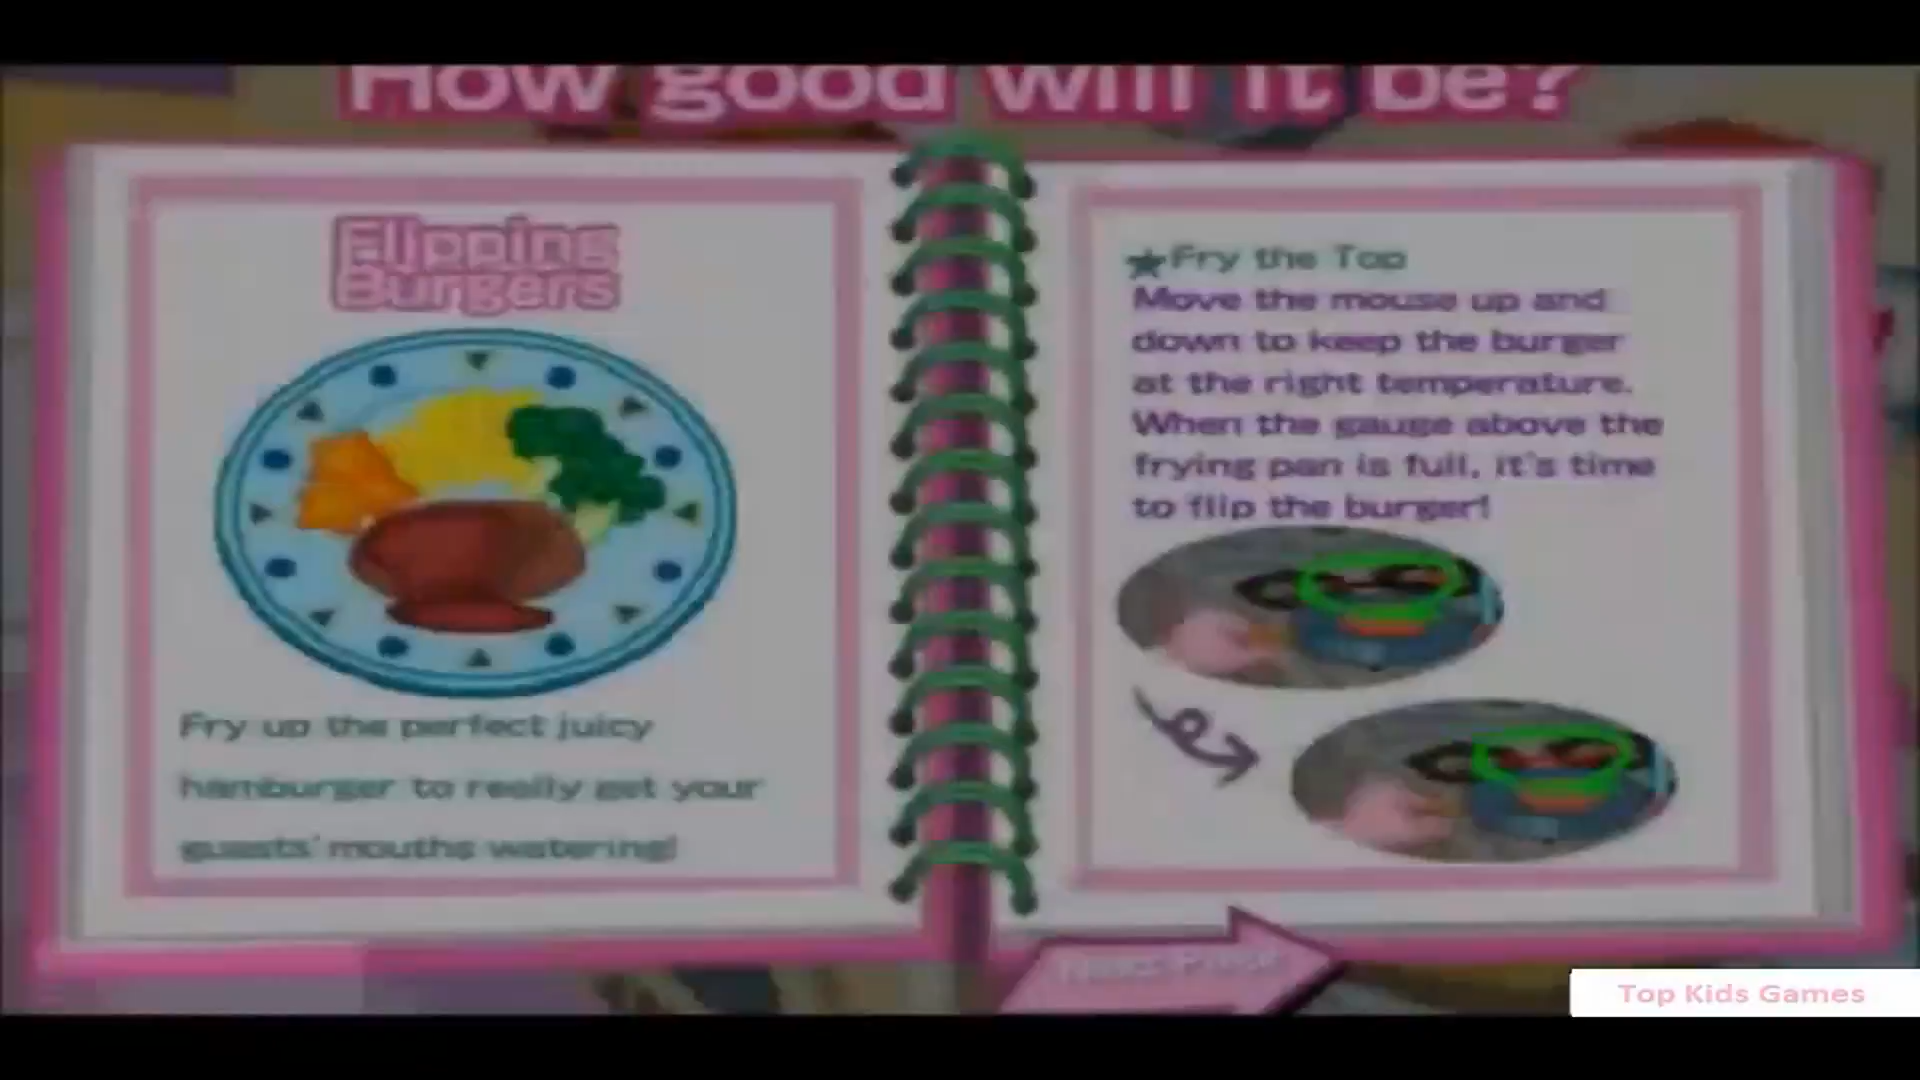 How good will it be?
Flipping
Burgers
Fry up the perfect juicy
hamburger to really get your
guests' mouths watering!
★Fry the Top
Move the mouse up and
down to keep the burger
at the right temperature.
When the gauge above the
frying pan is full, it's time
to flip the burger!
Next Page
Top Kids Games